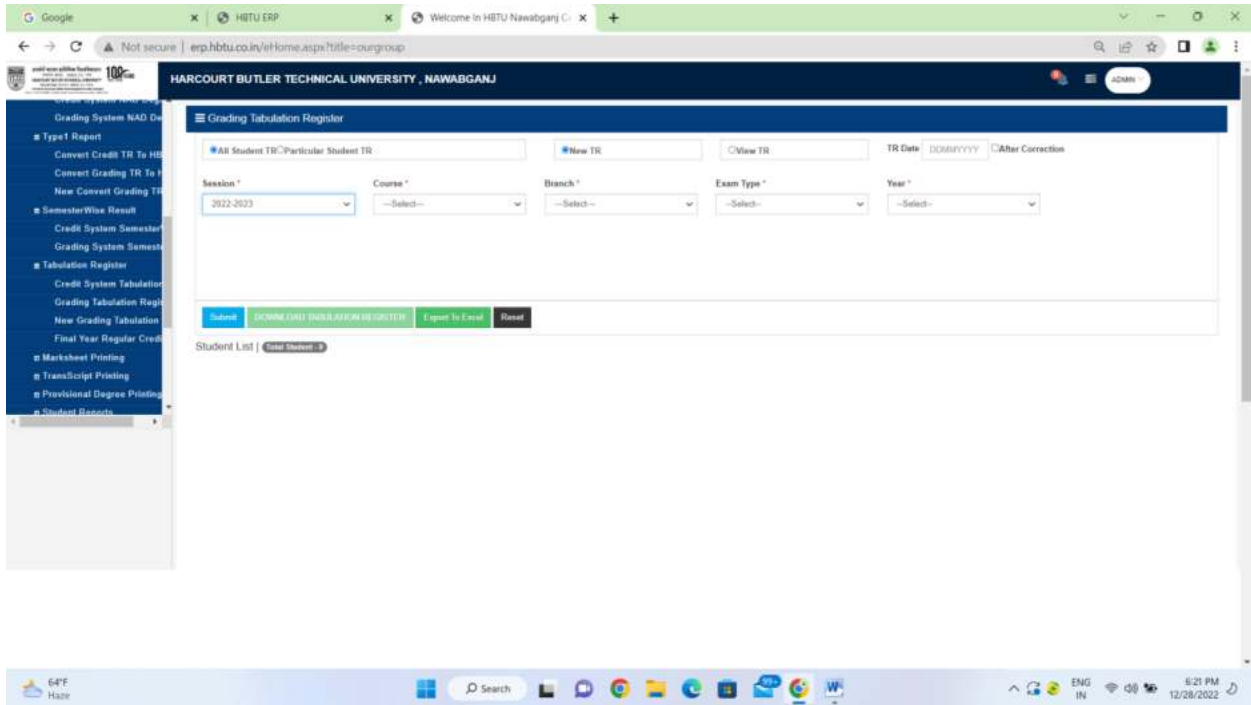 Google
HBTU ERP
Welcome In HBTU Nawabganj C
Not secure | erp.hbtu.co.in/eHome.aspx?title=ourgroup
HARCOURT BUTLER TECHNICAL UNIVERSITY , NAWABGANJ
ADMIN
Grading System NAD De
Type1 Report
Convert Credit TR To HB
Convert Grading TR To H
New Convert Grading TR
SemesterWise Result
Credit System Semester
Grading System Semest
Tabulation Register
Credit System Tabulation
Grading Tabulation Regi
New Grading Tabulation
Final Year Regular Credi
Marksheet Printing
TransScript Printing
Provisional Degree Printing
Student Reports
Grading Tabulation Register
All Student TR Particular Student TR
New TR
View TR
TR Date DDMMYYYY After Correction
Session * Course * Branch * Exam Type * Year *
2022-2023 ---Select--- ---Select--- --Select-- --Select--
Submit DOWNLOAD TABULATION REGISTER Export To Excel Reset
Student List | Total Student - 0
64°F
Haze
Search
99+
ENG
IN
6:21 PM
12/28/2022